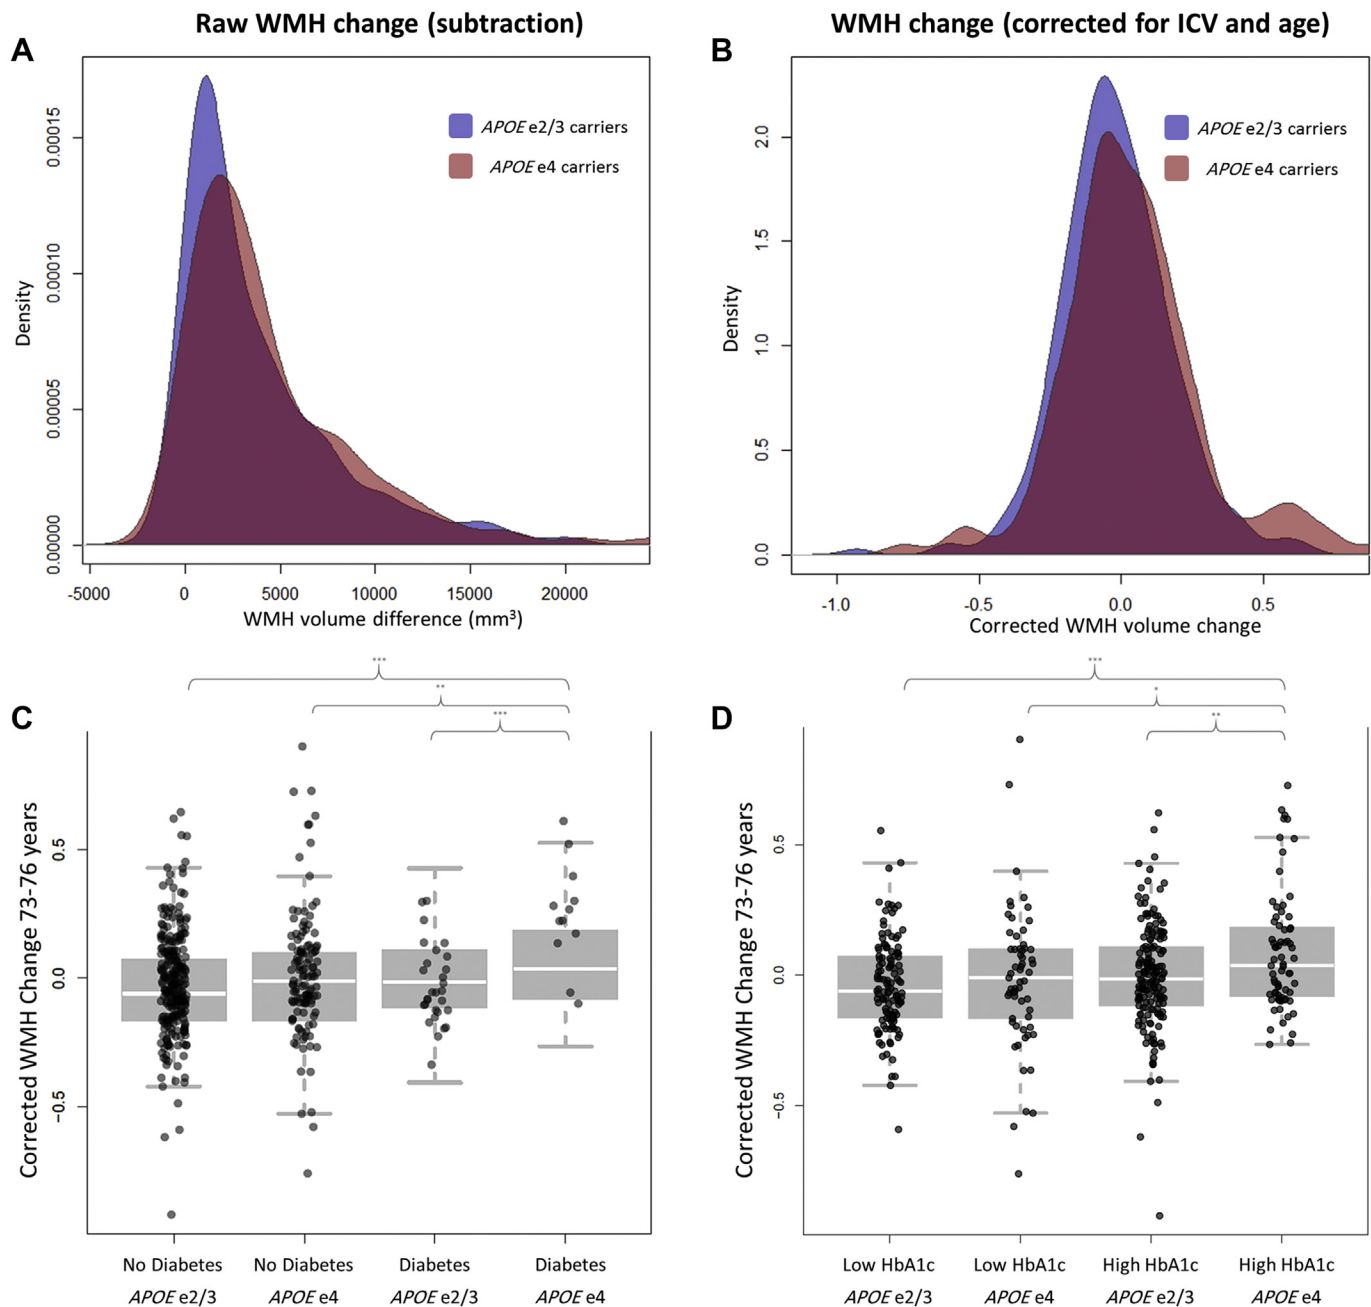 Raw WMH change (subtraction)
WMH change (corrected for ICV and age)
A
0.00015
0.00010
0.00005
0.00000
Density
APOE e2/3 carriers
APOE e4 carriers
-5000 0 5000 10000 15000 20000
WMH volume difference (mm³)
B
2.0
1.5
1.0
0.5
0.0
Density
APOE e2/3 carriers
APOE e4 carriers
-1.0 -0.5 0.0 0.5
Corrected WMH volume change
C
***
**
***
0.5
0.0
−0.5
Corrected WMH Change 73-76 years
No Diabetes No Diabetes Diabetes Diabetes
APOE e2/3 APOE e4 APOE e2/3 APOE e4
D
***
*
**
0.5
0.0
−0.5
Corrected WMH Change 73-76 years
Low HbA1c Low HbA1c High HbA1c High HbA1c
APOE e2/3 APOE e4 APOE e2/3 APOE e4